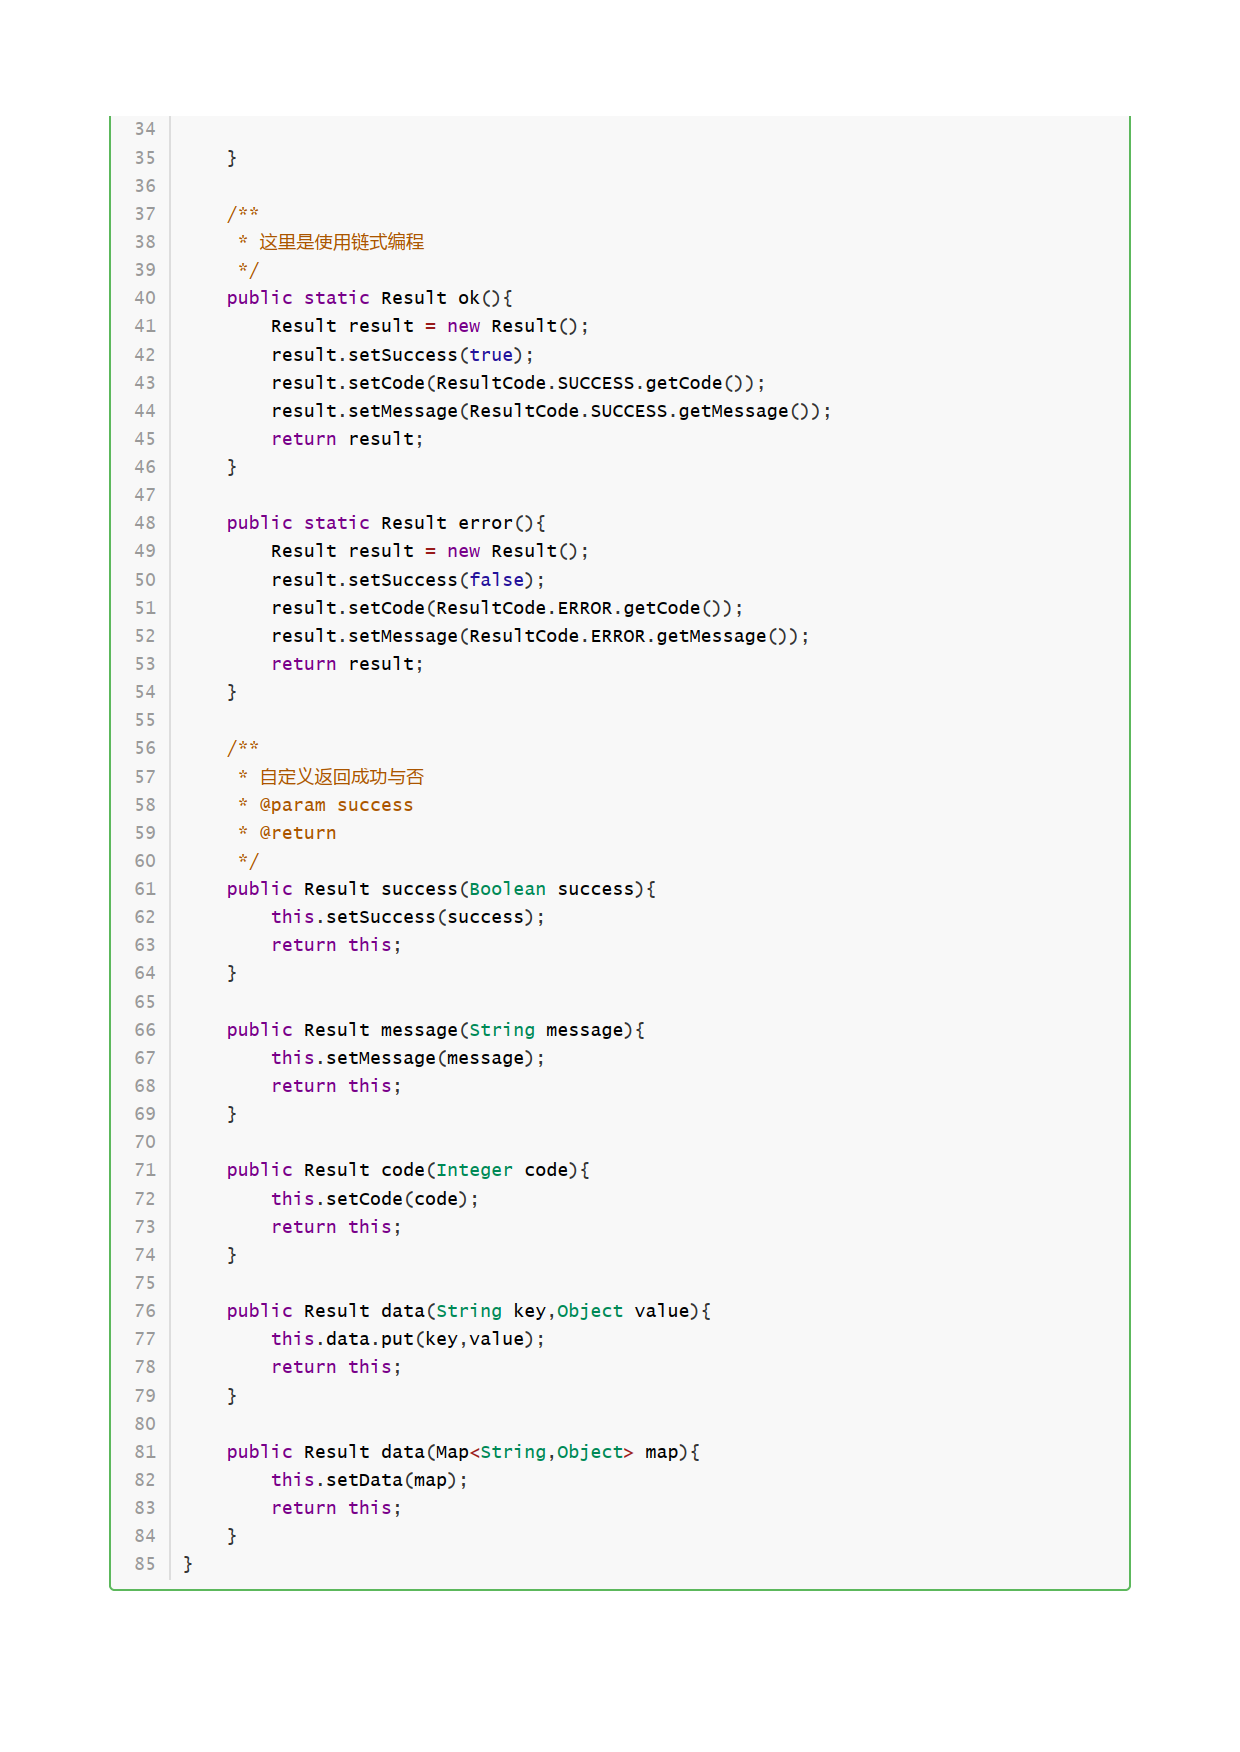 34
35     }
36
37     /**
38      * 这里是使用链式编程
39      */
40     public static Result ok(){
41         Result result = new Result();
42         result.setSuccess(true);
43         result.setCode(ResultCode.SUCCESS.getCode());
44         result.setMessage(ResultCode.SUCCESS.getMessage());
45         return result;
46     }
47
48     public static Result error(){
49         Result result = new Result();
50         result.setSuccess(false);
51         result.setCode(ResultCode.ERROR.getCode());
52         result.setMessage(ResultCode.ERROR.getMessage());
53         return result;
54     }
55
56     /**
57      * 自定义返回成功与否
58      * @param success
59      * @return
60      */
61     public Result success(Boolean success){
62         this.setSuccess(success);
63         return this;
64     }
65
66     public Result message(String message){
67         this.setMessage(message);
68         return this;
69     }
70
71     public Result code(Integer code){
72         this.setCode(code);
73         return this;
74     }
75
76     public Result data(String key,Object value){
77         this.data.put(key,value);
78         return this;
79     }
80
81     public Result data(Map<String,Object> map){
82         this.setData(map);
83         return this;
84     }
85 }